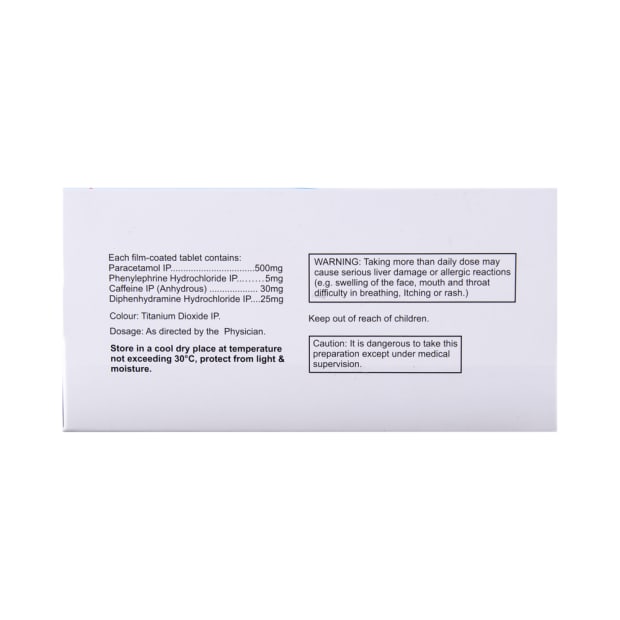 Each film-coated tablet contains:
Paracetamol IP.................................500mg
Phenylephrine Hydrochloride IP.........5mg
Caffeine IP (Anhydrous) ................... 30mg
Diphenhydramine Hydrochloride IP....25mg
Colour: Titanium Dioxide IP.
Dosage: As directed by the Physician.
Store in a cool dry place at temperature
not exceeding 30°C, protect from light &
moisture.
WARNING: Taking more than daily dose may
cause serious liver damage or allergic reactions
(e.g. swelling of the face, mouth and throat
difficulty in breathing, Itching or rash.)
Keep out of reach of children.
Caution: It is dangerous to take this
preparation except under medical
supervision.